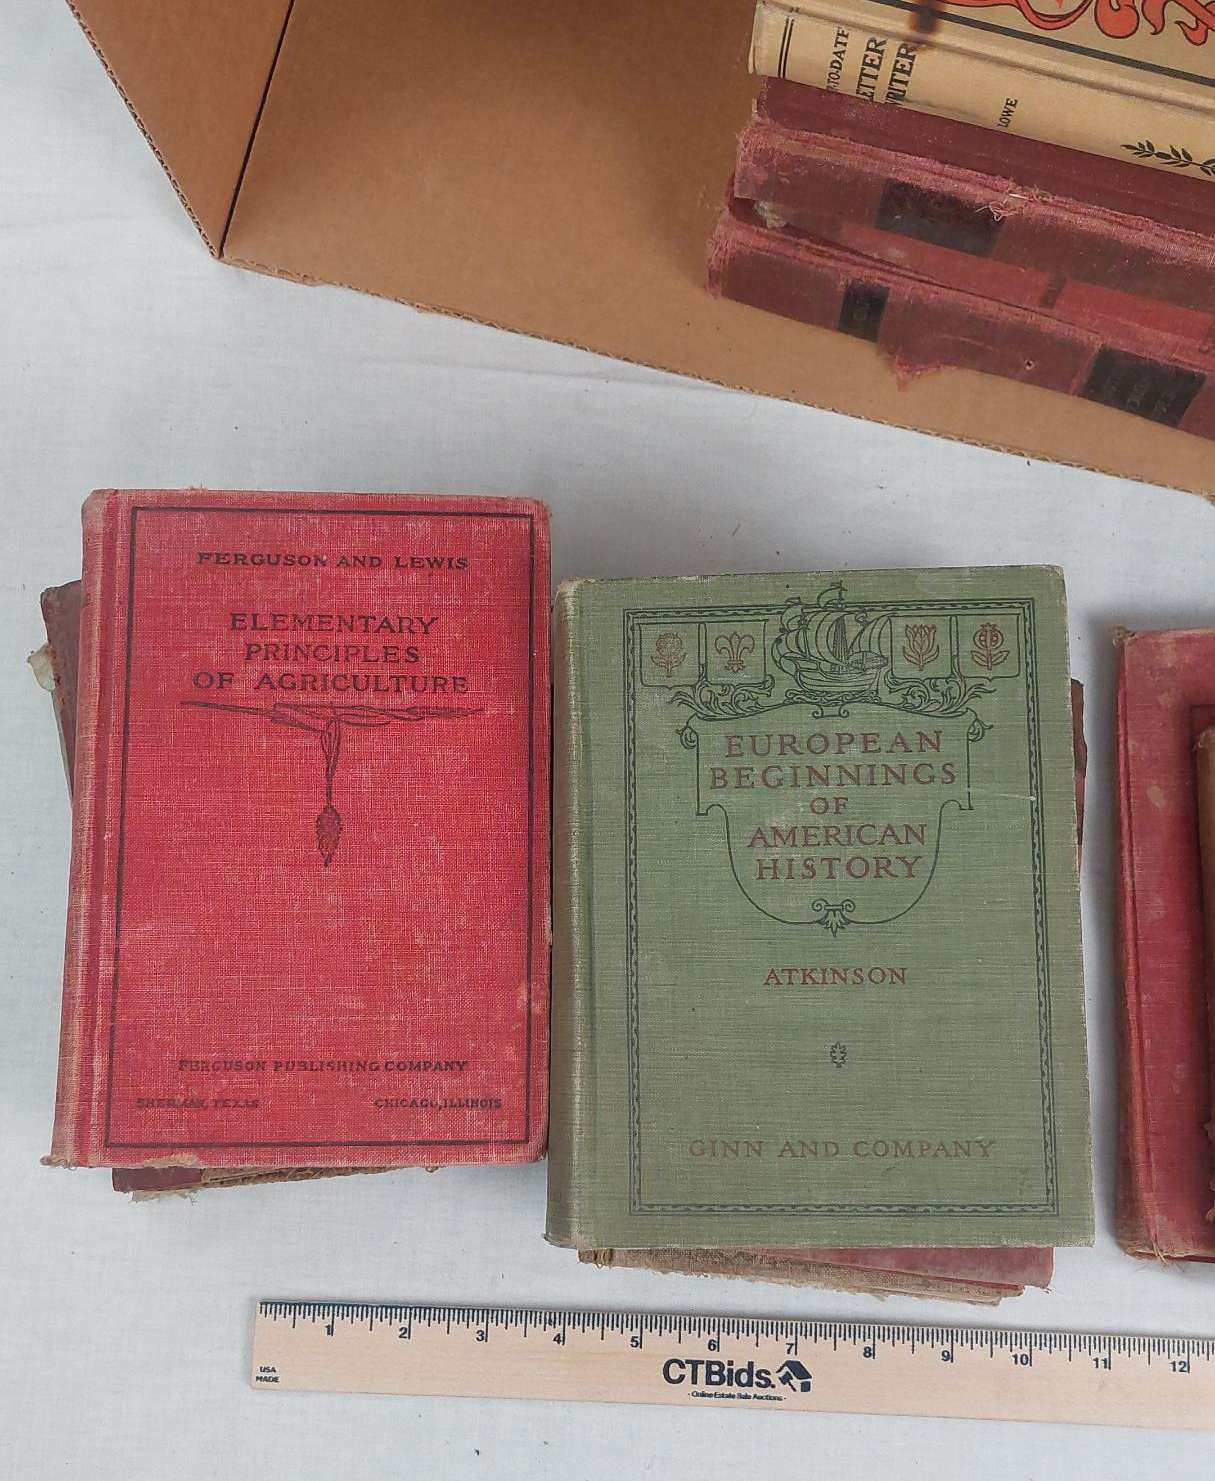 TO-DATE
LETTER
WRITER
LOWE
FERGUSON AND LEWIS
ELEMENTARY
PRINCIPLES
OF AGRICULTURE
FERGUSON PUBLISHING COMPANY
SHERMAN, TEXAS CHICAGO, ILLINOIS
EUROPEAN
BEGINNINGS
OF
AMERICAN
HISTORY
ATKINSON
GINN AND COMPANY
1 2 3 4 5 6 7 8 9 10 11 12
USA
MADE
CTBids.
- Online Estate Sale Auctions -